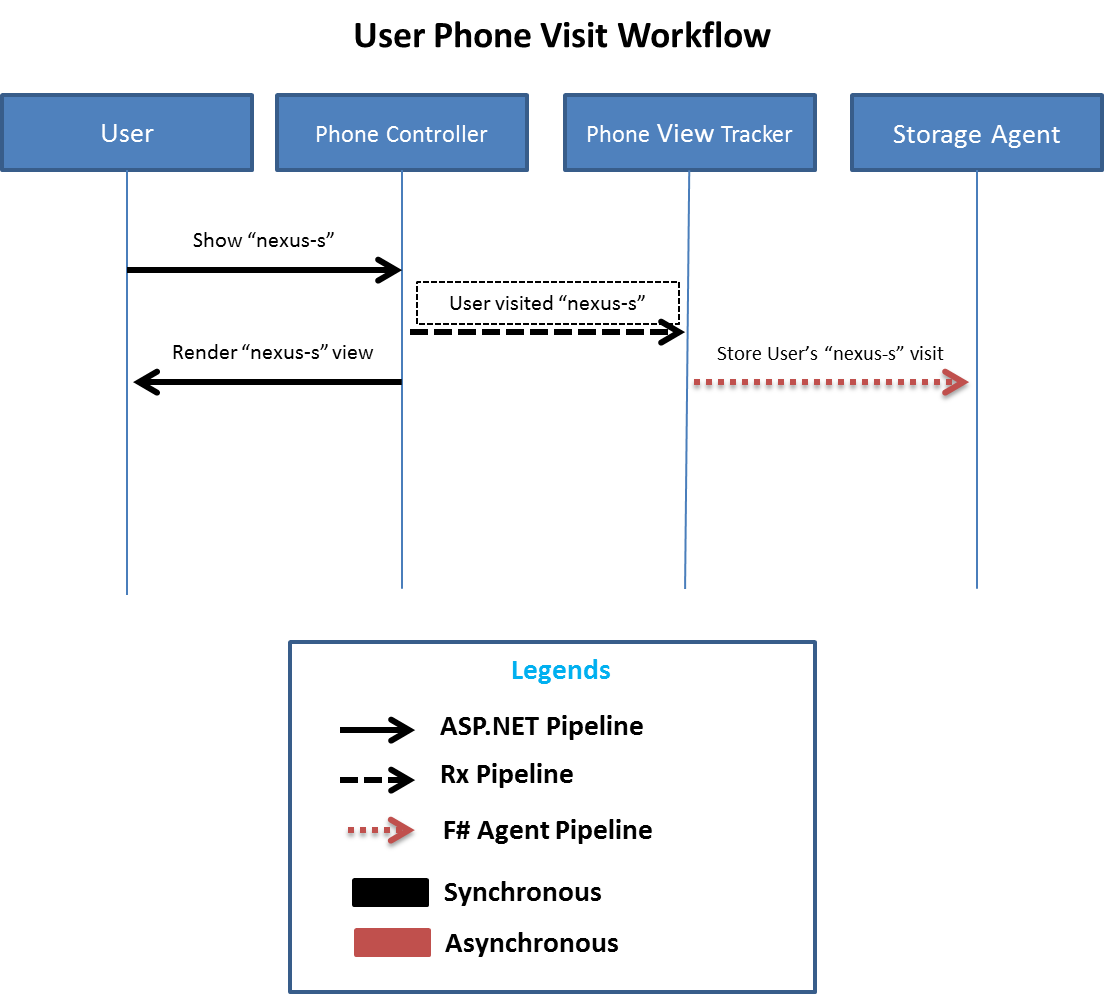 User Phone Visit Workflow
User
Phone Controller
Phone View Tracker
Storage Agent
Show “nexus-s”
User visited “nexus-s”
Render “nexus-s” view
Store User’s “nexus-s” visit
Legends
ASP.NET Pipeline
Rx Pipeline
F# Agent Pipeline
Synchronous
Asynchronous